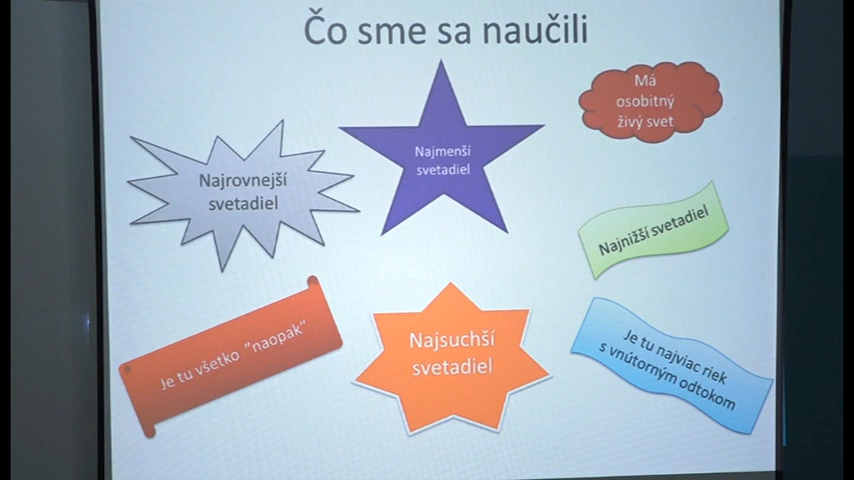 Čo sme sa naučili
Najrovnejší
svetadiel
Najmenší
svetadiel
Má
osobitný
živý svet
Najnižší svetadiel
Je tu všetko "naopak“
Najsuchší
svetadiel
Je tu najviac riek
s vnútorným odtokom